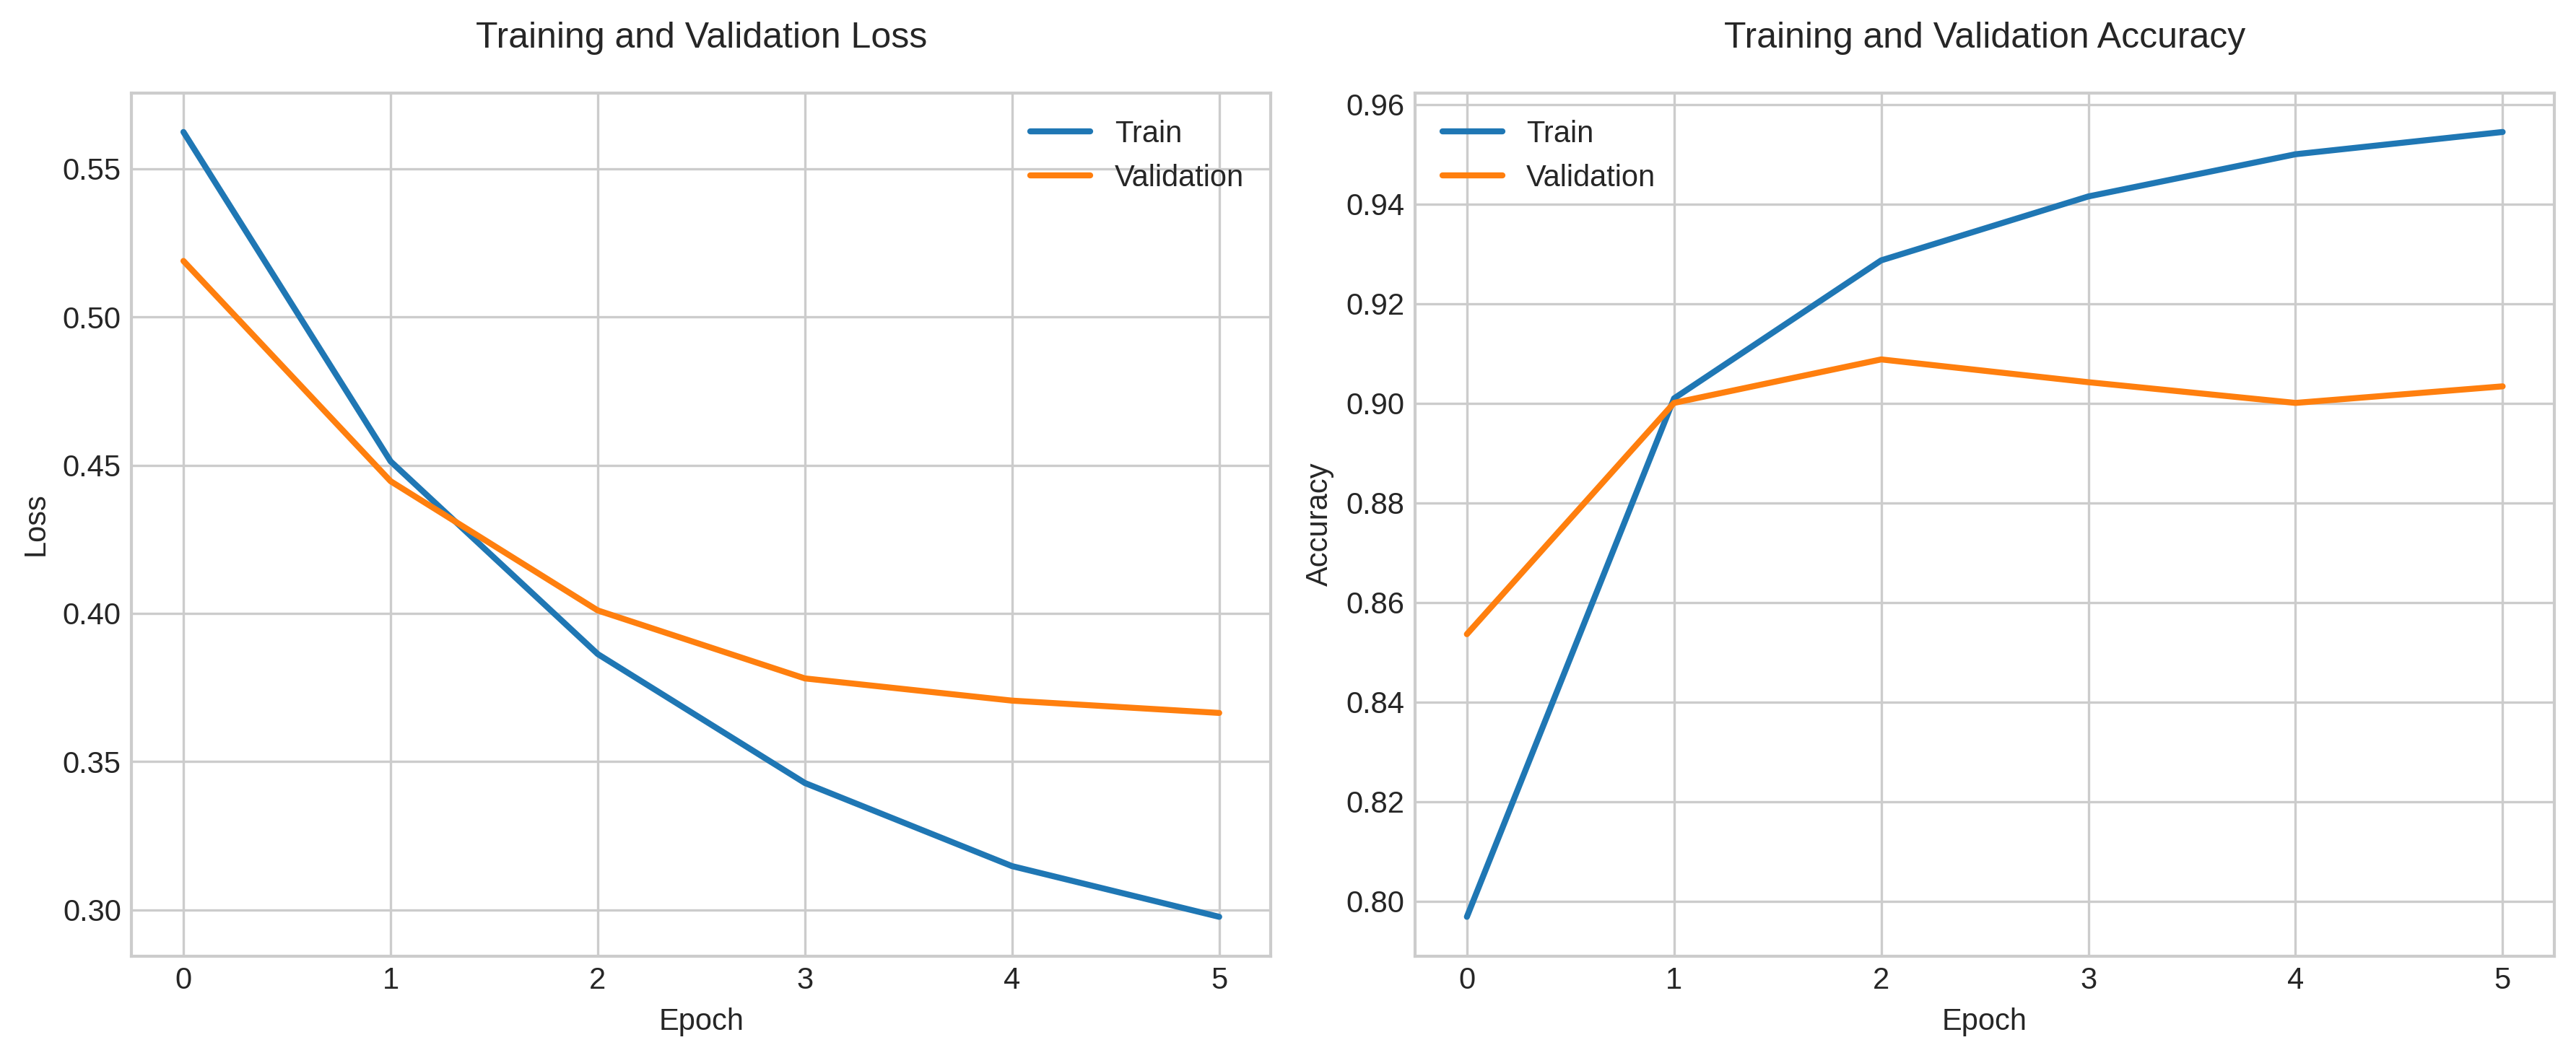 Training and Validation Loss
Train
Validation
0.55
0.50
0.45
0.40
0.35
0.30
Loss
0 1 2 3 4 5
Epoch
Training and Validation Accuracy
Train
Validation
0.96
0.94
0.92
0.90
0.88
0.86
0.84
0.82
0.80
Accuracy
0 1 2 3 4 5
Epoch